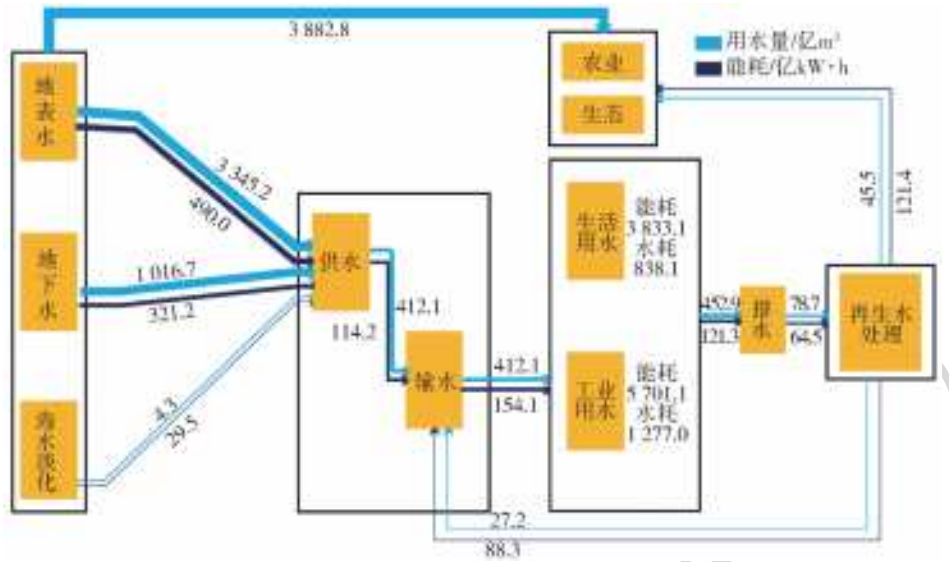 3 882.8
用水量/亿m³
能耗/亿kW·h
农业
生态
地
表
水
3 345.2
490.0
45.5
121.4
地
下
水
1 016.7
321.2
供水
412.1
114.2
生活
用水
能耗
3 833.1
水耗
838.1
452.9
121.3
排
水
78.7
64.5
再生水
处理
输水
412.1
154.1
工业
用水
能耗
5 701.1
水耗
1 277.0
海
水
淡
化
4.3
29.5
27.2
88.3